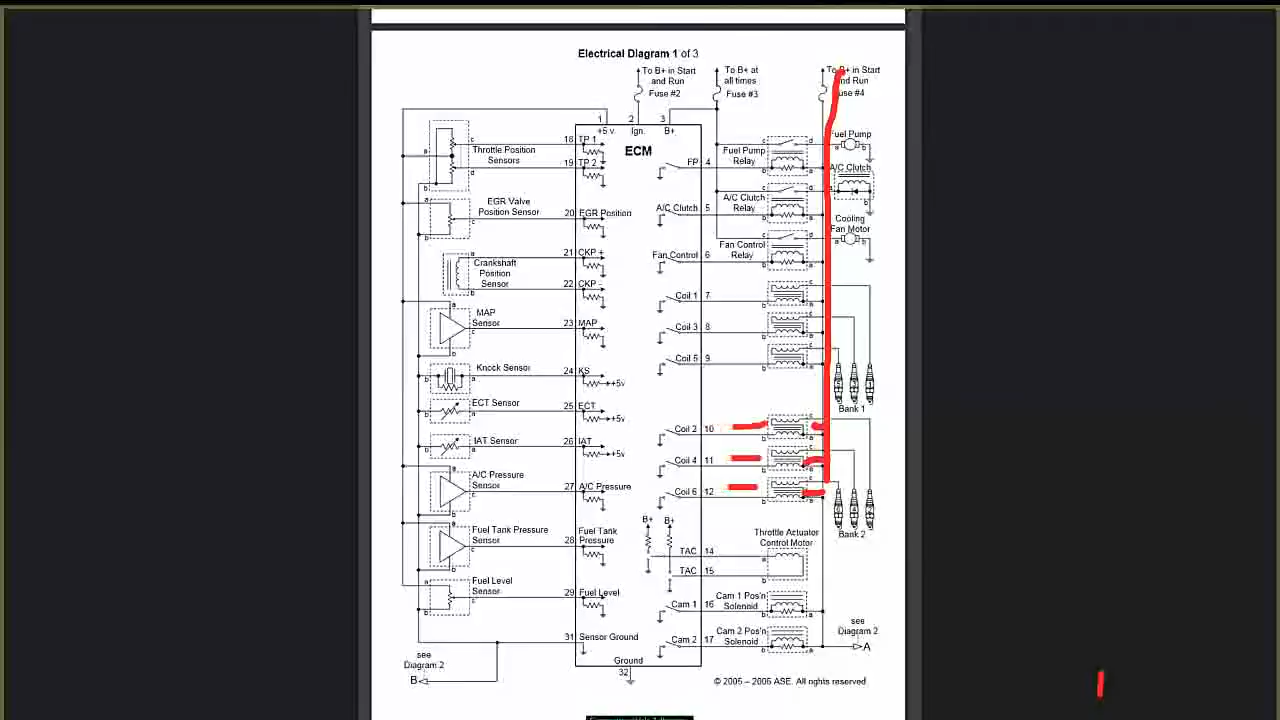 Electrical Diagram 1 of 3
To B+ in Start and Run Fuse #2
To B+ at all times Fuse #3
To B+ in Start and Run Fuse #4
1 2 3
+5 v. Ign. B+
ECM
Throttle Position Sensors
18 TP 1
19 TP 2
FP 4
Fuel Pump Relay
Fuel Pump
A/C Clutch
EGR Valve Position Sensor
20 EGR Position
A/C Clutch 5
A/C Clutch Relay
Cooling Fan Motor
Crankshaft Position Sensor
21 CKP +
22 CKP -
Fan Control 6
Fan Control Relay
MAP Sensor
23 MAP
Coil 1 7
Coil 3 8
Coil 5 9
Knock Sensor
24 KS
+5v
Bank 1
ECT Sensor
25 ECT
+5v
IAT Sensor
26 IAT
+5v
Coil 2 10
Coil 4 11
Coil 6 12
A/C Pressure Sensor
27 A/C Pressure
Bank 2
Fuel Tank Pressure Sensor
28 Fuel Tank Pressure
B+ B+
TAC 14
TAC 15
Throttle Actuator Control Motor
Fuel Level Sensor
29 Fuel Level
Cam 1 16
Cam 1 Pos'n Solenoid
31 Sensor Ground
Cam 2 17
Cam 2 Pos'n Solenoid
see Diagram 2
A
see Diagram 2
B
Ground
32
© 2005 – 2006 ASE. All rights reserved